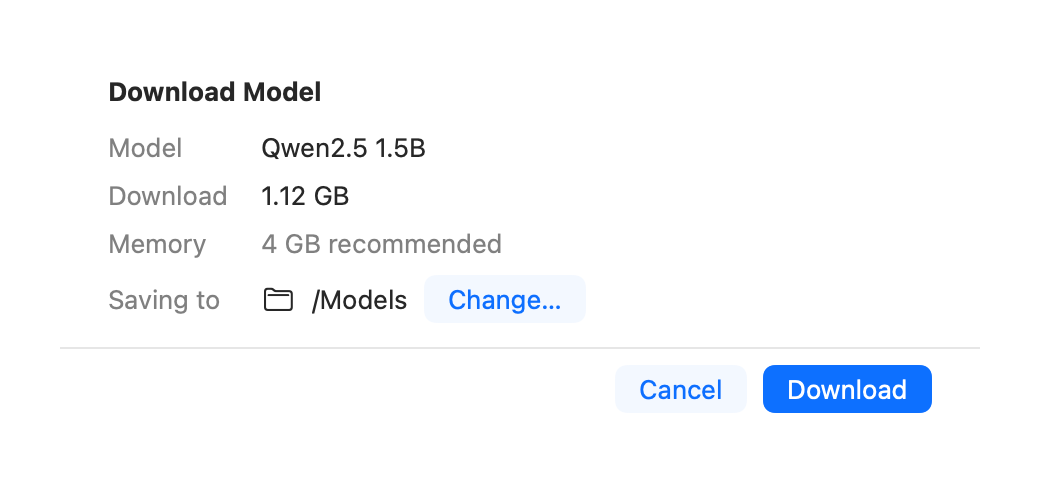 Download Model
Model Qwen2.5 1.5B
Download 1.12 GB
Memory 4 GB recommended
Saving to /Models Change...
Cancel Download